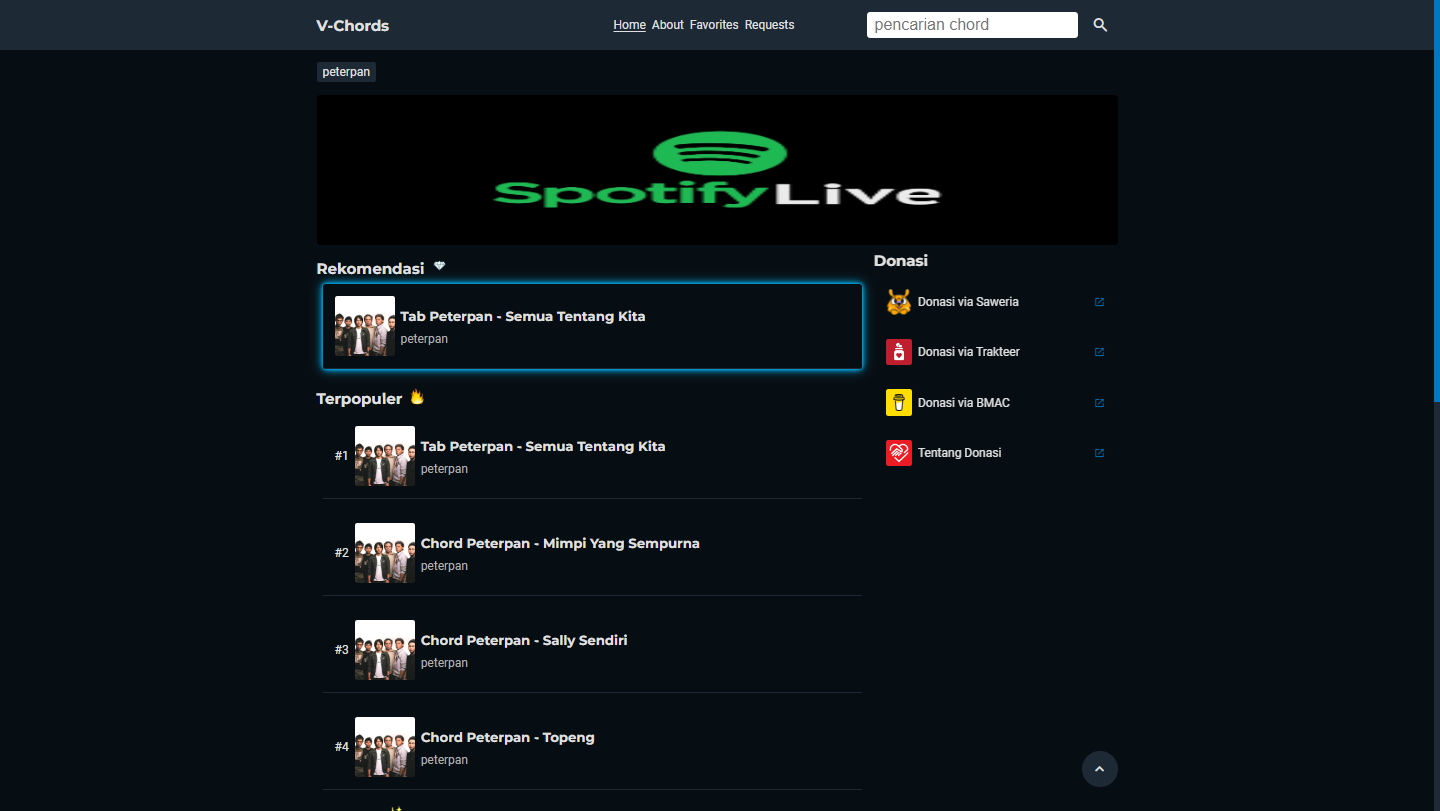 V-Chords
Home About Favorites Requests
pencarian chord
peterpan
Spotify Live
Rekomendasi
Tab Peterpan - Semua Tentang Kita
peterpan
Terpopuler
#1
Tab Peterpan - Semua Tentang Kita
peterpan
#2
Chord Peterpan - Mimpi Yang Sempurna
peterpan
#3
Chord Peterpan - Sally Sendiri
peterpan
#4
Chord Peterpan - Topeng
peterpan
Donasi
Donasi via Saweria
Donasi via Trakteer
Donasi via BMAC
Tentang Donasi